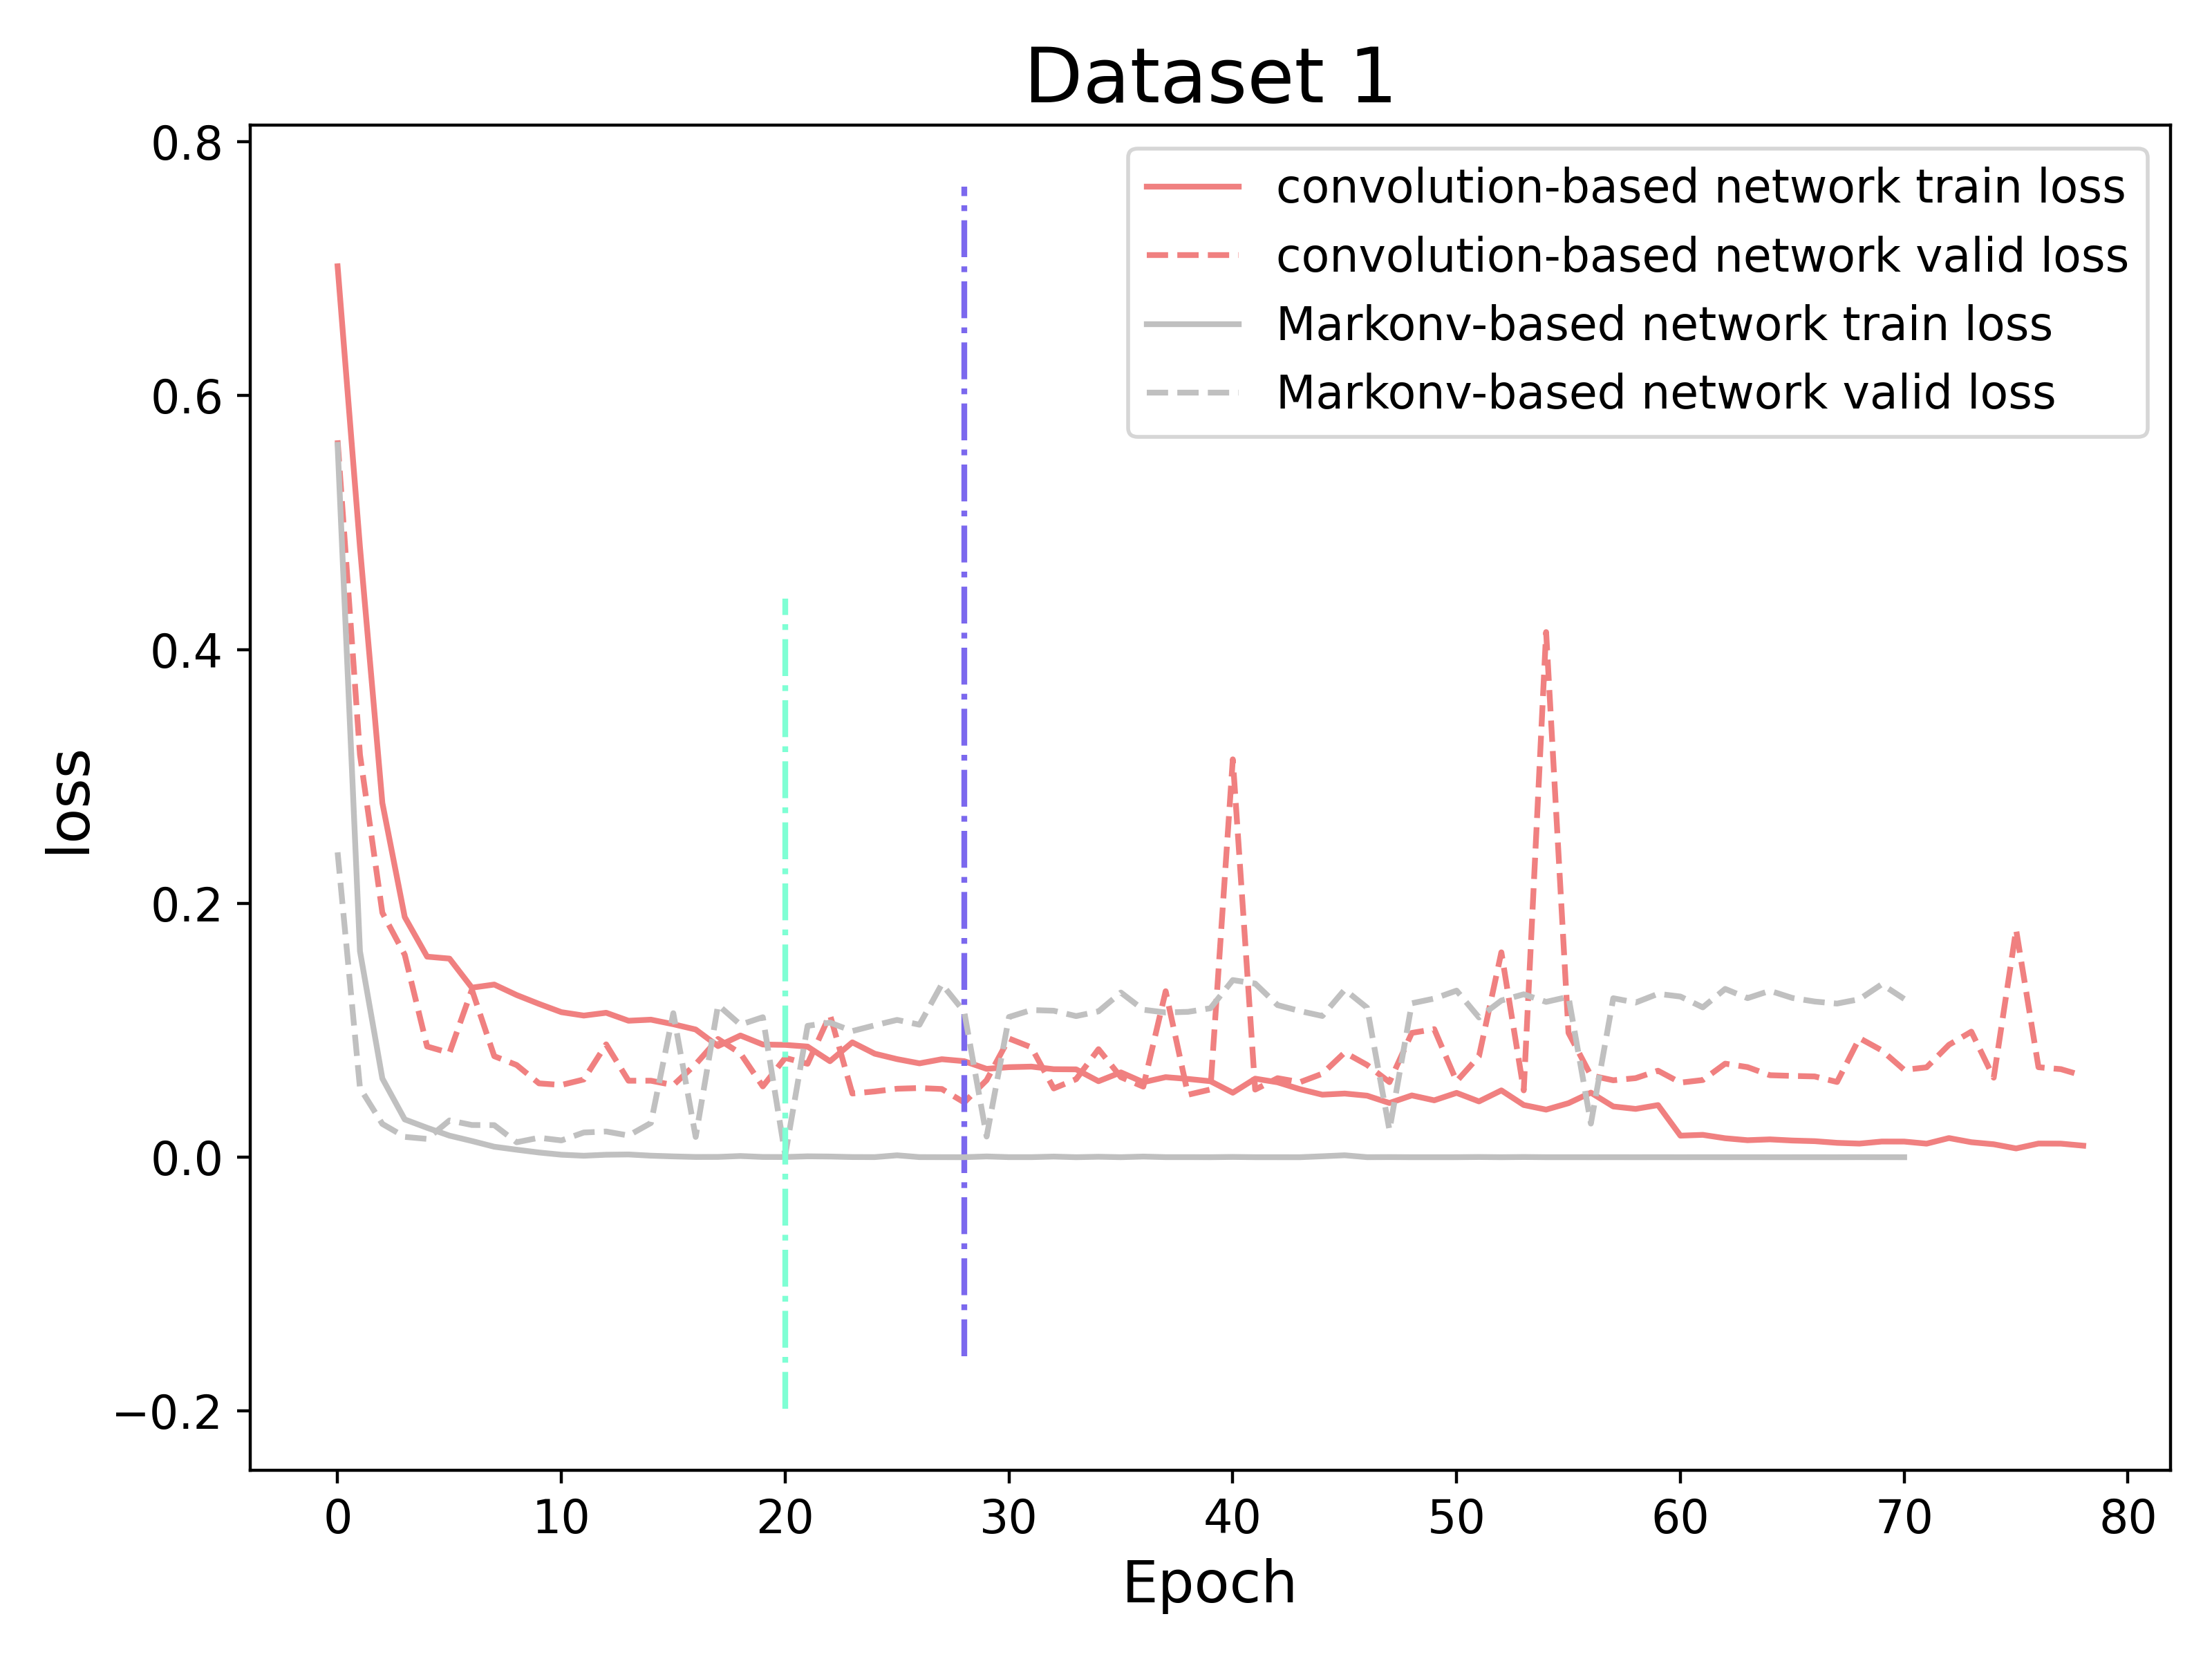 Dataset 1
convolution-based network train loss
convolution-based network valid loss
Markonv-based network train loss
Markonv-based network valid loss
0.8
0.6
0.4
0.2
0.0
−0.2
loss
0 10 20 30 40 50 60 70 80
Epoch